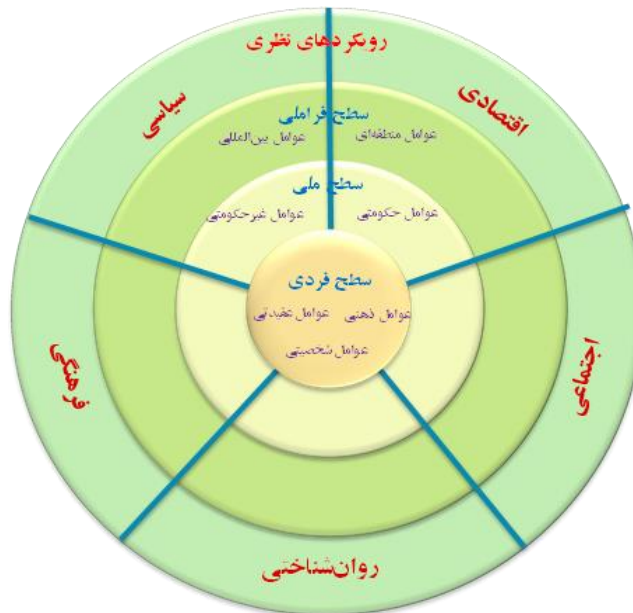 رویکردهای نظری
سیاسی
اقتصادی
سطح فراملی
عوامل منطقه‌ای
عوامل بین‌المللی
سطح ملی
عوامل حکومتی
عوامل غیرحکومتی
سطح فردی
عوامل ذهنی
عوامل عقیدتی
عوامل شخصیتی
فرهنگی
اجتماعی
روان‌شناختی